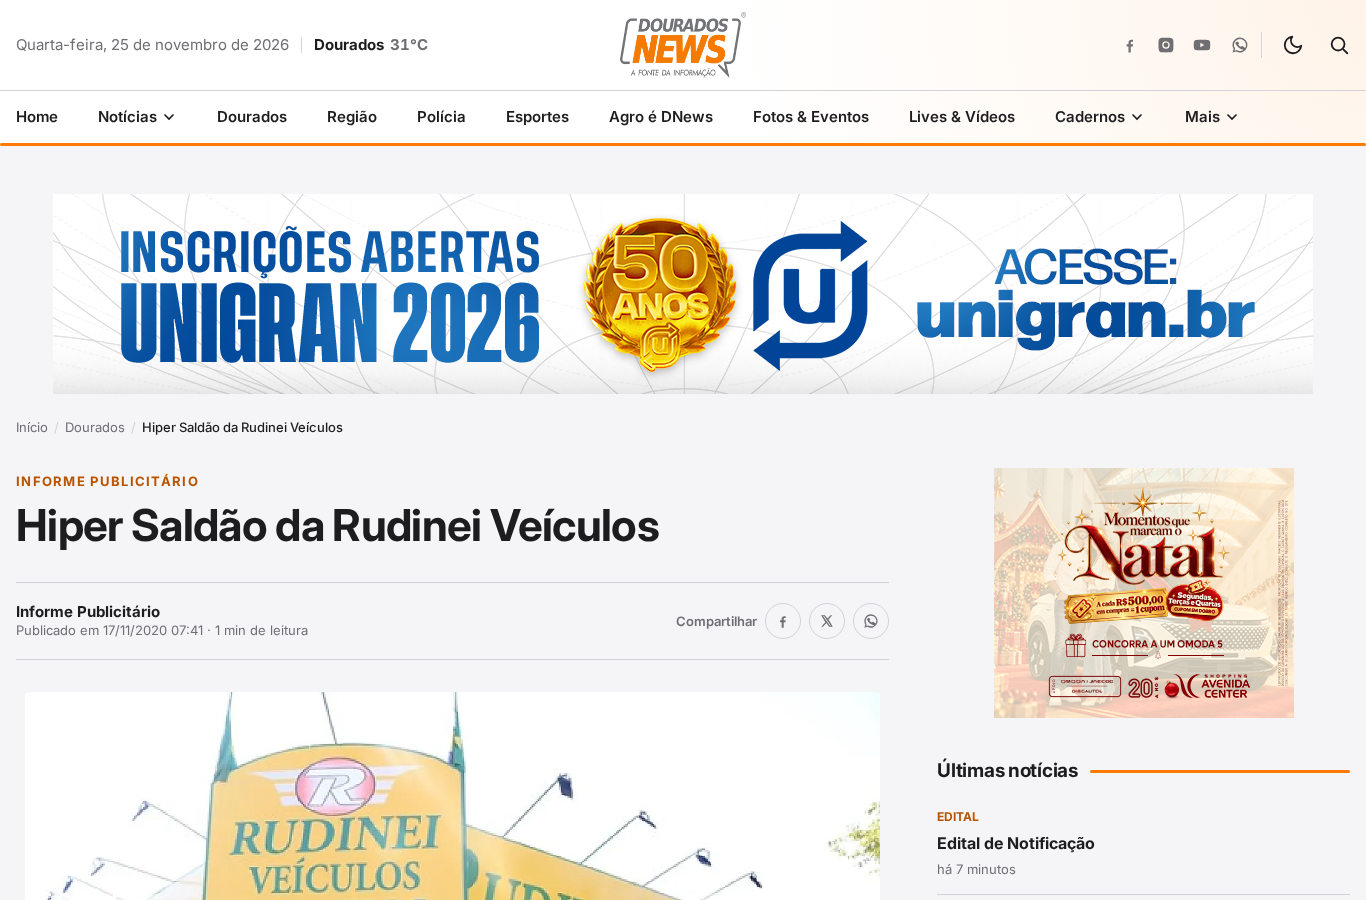 Quarta-feira, 25 de novembro de 2026
Dourados 31°C
DOURADOS
NEWS
A FONTE DA INFORMAÇÃO
Home
Notícias
Dourados
Região
Polícia
Esportes
Agro é DNews
Fotos & Eventos
Lives & Vídeos
Cadernos
Mais
INSCRIÇÕES ABERTAS
UNIGRAN 2026
50
ANOS
ACESSE:
unigran.br
Início / Dourados / Hiper Saldão da Rudinei Veículos
INFORME PUBLICITÁRIO
Hiper Saldão da Rudinei Veículos
Informe Publicitário
Publicado em 17/11/2020 07:41 · 1 min de leitura
Compartilhar
R
RUDINEI
VEÍCULOS
Momentos que
marcam o
Natal
A cada R$500,00
em compras = 1 cupom
Segundas,
Terças e Quartas
CUPOM EM DOBRO
CONCORRA A UM OMODA 5
OMODA | JAECOO
DISCAUTOL
20
ANOS
SHOPPING
AVENIDA
CENTER
Últimas notícias
EDITAL
Edital de Notificação
há 7 minutos